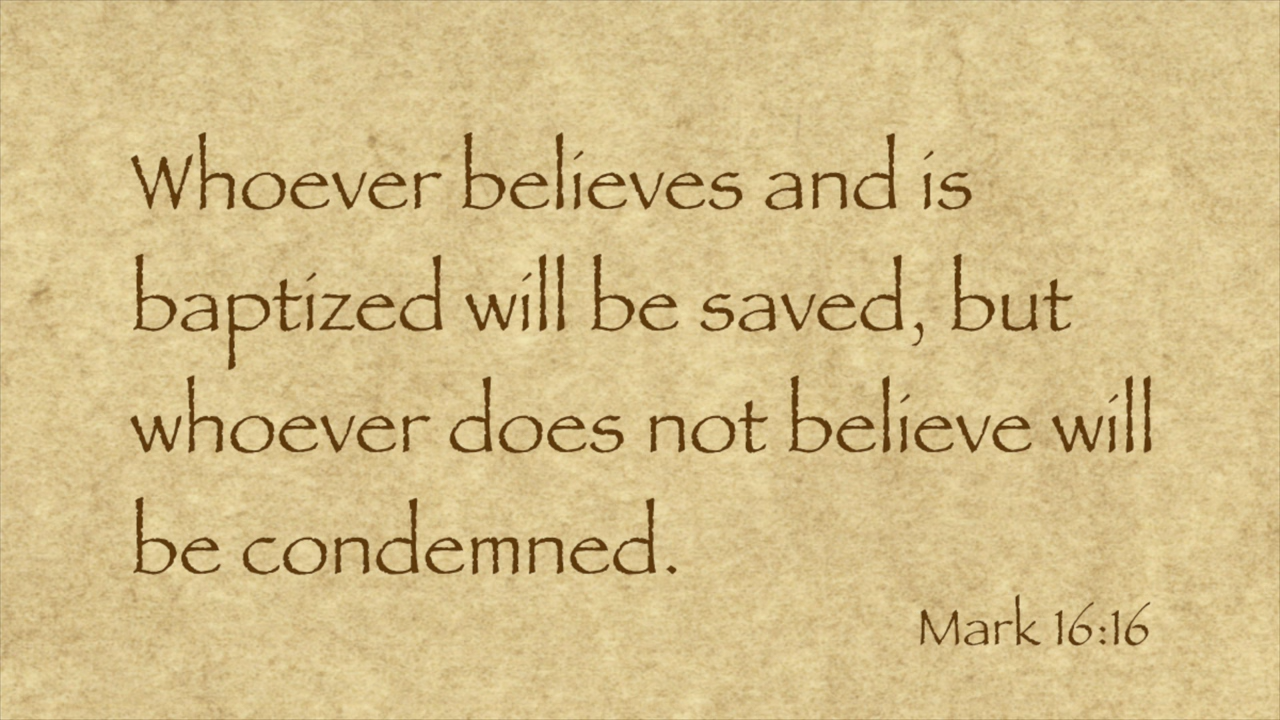 Whoever believes and is
baptized will be saved, but
whoever does not believe will
be condemned.
Mark 16:16